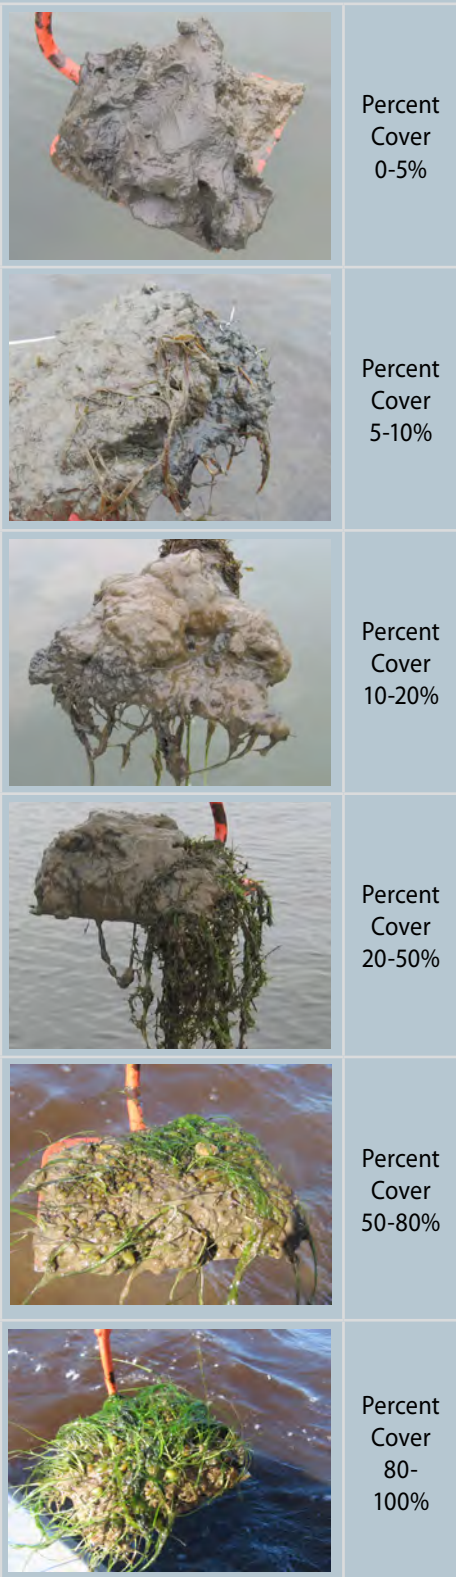 Percent
Cover
0-5%
Percent
Cover
5-10%
Percent
Cover
10-20%
Percent
Cover
20-50%
Percent
Cover
50-80%
Percent
Cover
80-
100%